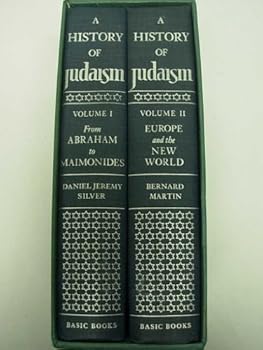 A
HISTORY
OF
Judaism
VOLUME I
From
ABRAHAM
to
MAIMONIDES
DANIEL JEREMY
SILVER
BASIC BOOKS
A
HISTORY
OF
Judaism
VOLUME II
EUROPE
and the
NEW
WORLD
BERNARD
MARTIN
BASIC BOOKS